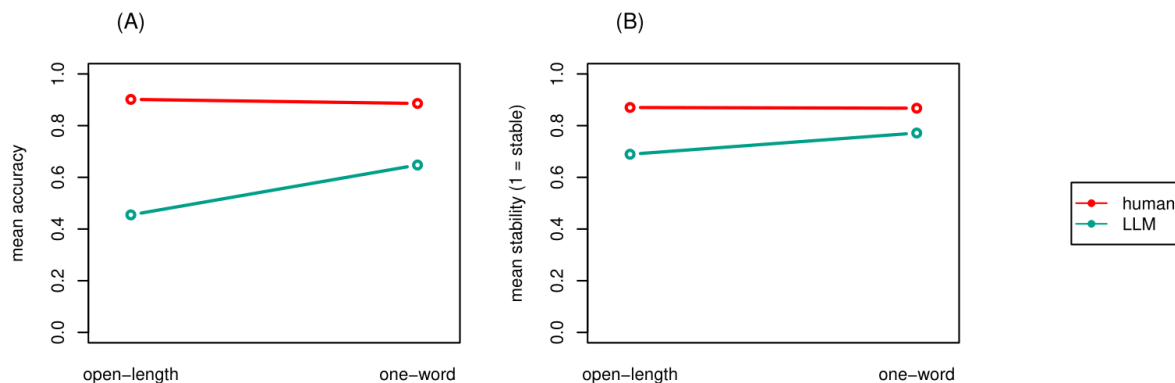 (A)
mean accuracy
1.0
0.8
0.6
0.4
0.2
0.0
open−length one−word
(B)
mean stability (1 = stable)
1.0
0.8
0.6
0.4
0.2
0.0
open−length one−word
human
LLM